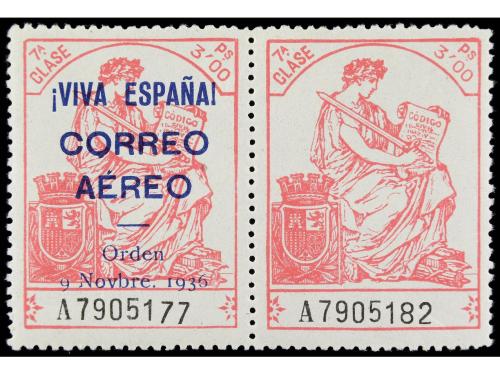 7ª CLASE
Ps 3'00
¡VIVA ESPAÑA!
CORREO
AÉREO
Orden
9 Novbre. 1936
A7905177
7ª CLASE
Ps 3'00
CÓDIGO
A7905182